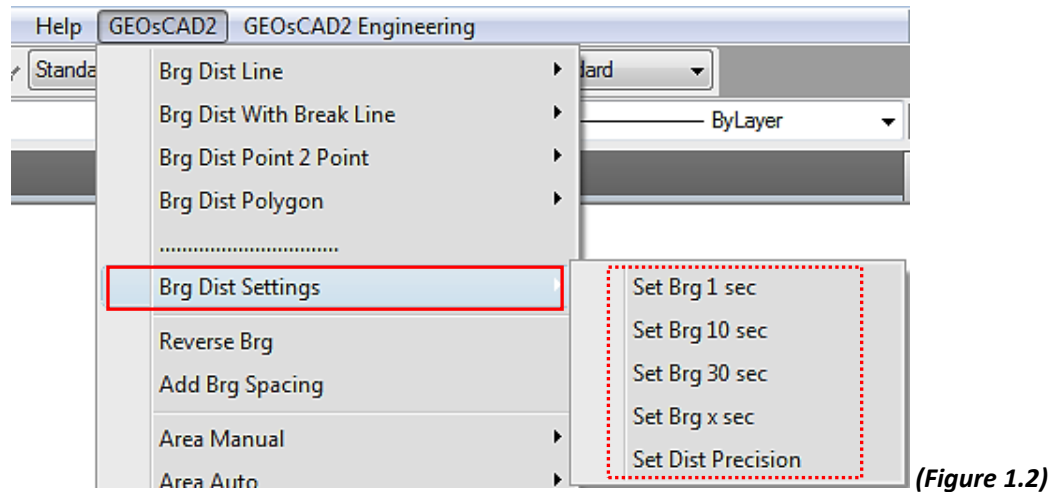 Help GEOsCAD2 GEOsCAD2 Engineering
Standa dard
Brg Dist Line
Brg Dist With Break Line
ByLayer
Brg Dist Point 2 Point
Brg Dist Polygon
................................
Brg Dist Settings
Set Brg 1 sec
Set Brg 10 sec
Reverse Brg
Set Brg 30 sec
Add Brg Spacing
Set Brg x sec
Area Manual
Set Dist Precision
Area Auto
(Figure 1.2)